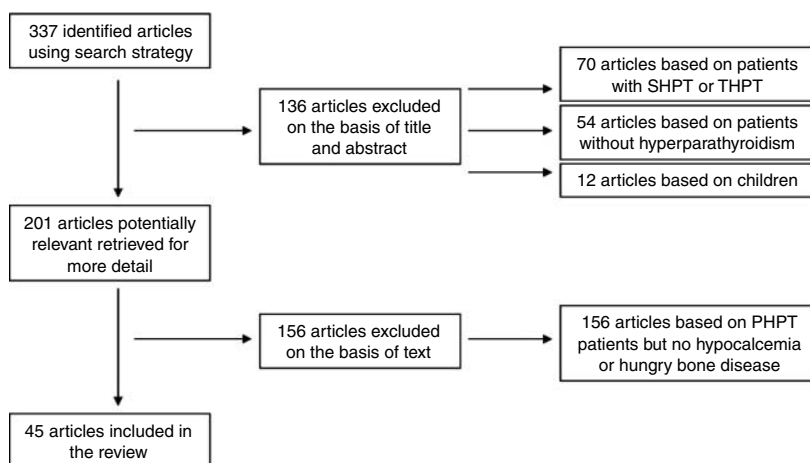 337 identified articles
using search strategy
136 articles excluded
on the basis of title
and abstract
70 articles based on patients
with SHPT or THPT
54 articles based on patients
without hyperparathyroidism
12 articles based on children
201 articles potentially
relevant retrieved for
more detail
156 articles excluded
on the basis of text
156 articles based on PHPT
patients but no hypocalcemia
or hungry bone disease
45 articles included in
the review